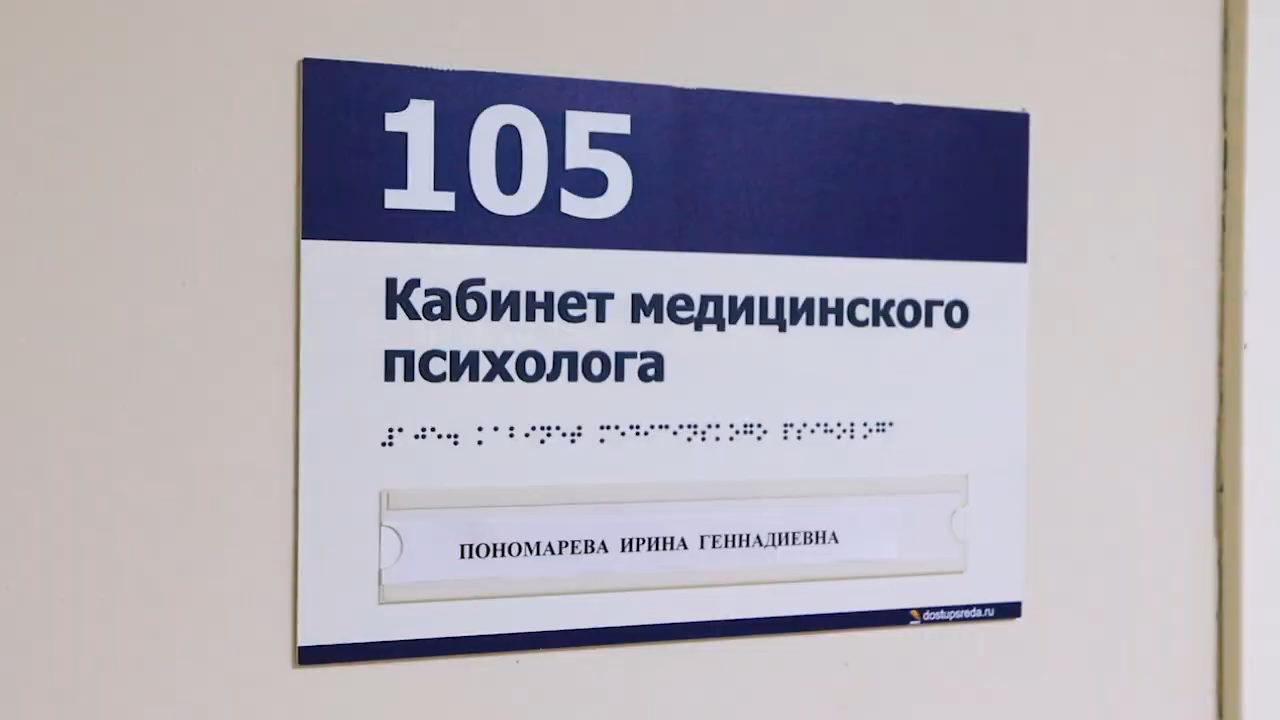 105
Кабинет медицинского
психолога
ПОНОМАРЕВА ИРИНА ГЕННАДИЕВНА
dostupsreda.ru